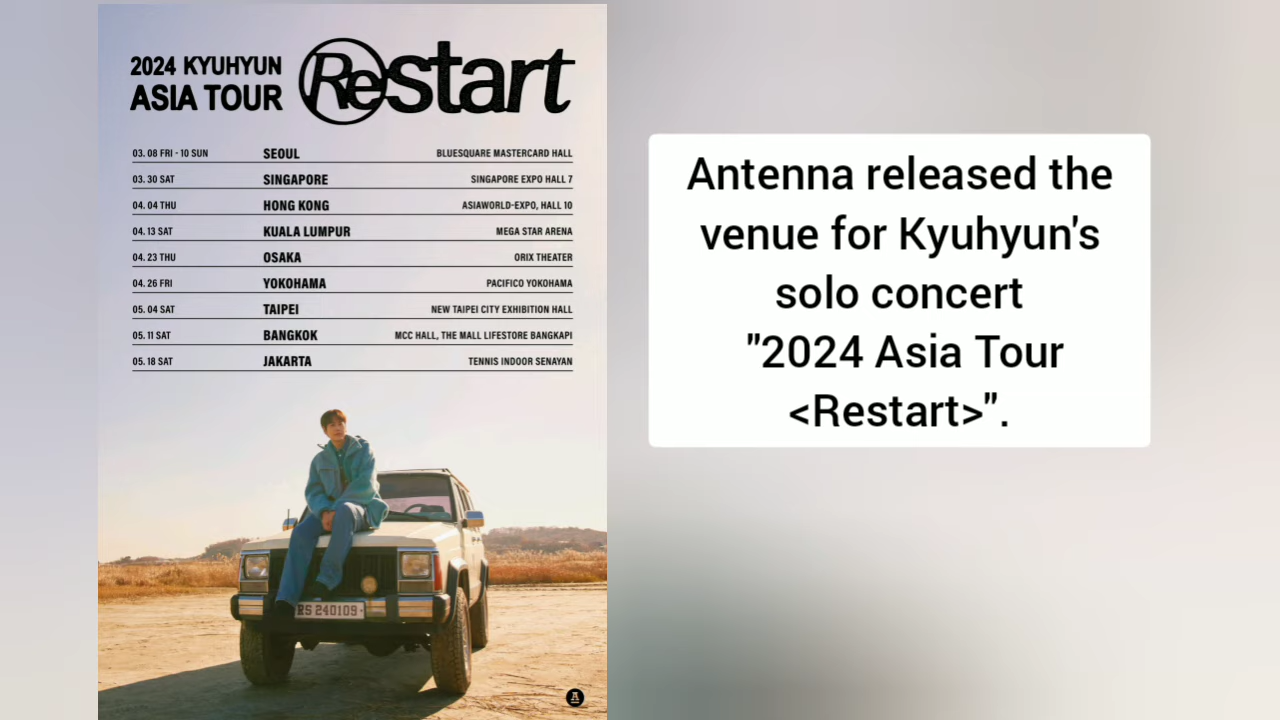 2024 KYUHYUN
ASIA TOUR
Restart
03. 08 FRI - 10 SUN SEOUL BLUESQUARE MASTERCARD HALL
03. 30 SAT SINGAPORE SINGAPORE EXPO HALL 7
04. 04 THU HONG KONG ASIAWORLD-EXPO, HALL 10
04. 13 SAT KUALA LUMPUR MEGA STAR ARENA
04. 23 THU OSAKA ORIX THEATER
04. 26 FRI YOKOHAMA PACIFICO YOKOHAMA
05. 04 SAT TAIPEI NEW TAIPEI CITY EXHIBITION HALL
05. 11 SAT BANGKOK MCC HALL, THE MALL LIFESTORE BANGKAPI
05. 18 SAT JAKARTA TENNIS INDOOR SENAYAN
RS 240109
Antenna released the
venue for Kyuhyun's
solo concert
"2024 Asia Tour
<Restart>".